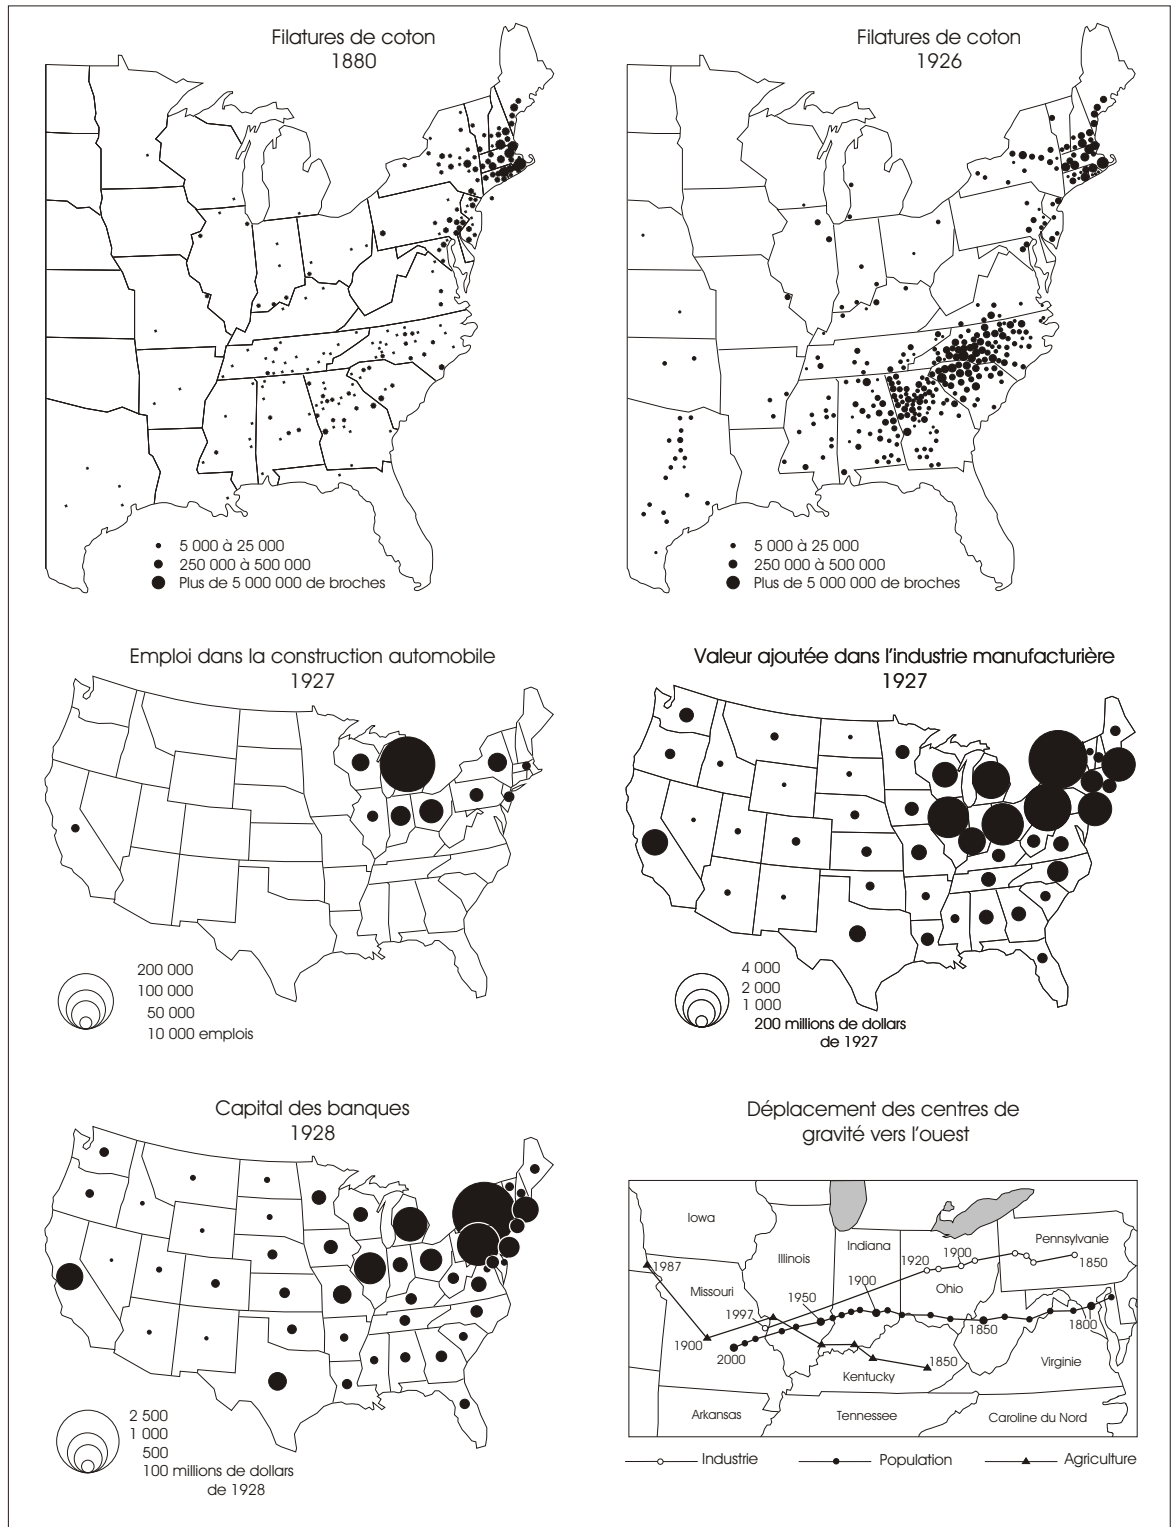 Filatures de coton
1880
5 000 à 25 000
250 000 à 500 000
Plus de 5 000 000 de broches
Filatures de coton
1926
5 000 à 25 000
250 000 à 500 000
Plus de 5 000 000 de broches
Emploi dans la construction automobile
1927
200 000
100 000
50 000
10 000 emplois
Valeur ajoutée dans l'industrie manufacturière
1927
4 000
2 000
1 000
200 millions de dollars
de 1927
Capital des banques
1928
2 500
1 000
500
100 millions de dollars
de 1928
Déplacement des centres de
gravité vers l'ouest
Iowa
Illinois
Indiana
Pennsylvanie
1920
1900
1850
1987
Missouri
Ohio
1900
1950
1997
1900
2000
1850
1800
1850
Kentucky
Virginie
Arkansas
Tennessee
Caroline du Nord
Industrie
Population
Agriculture